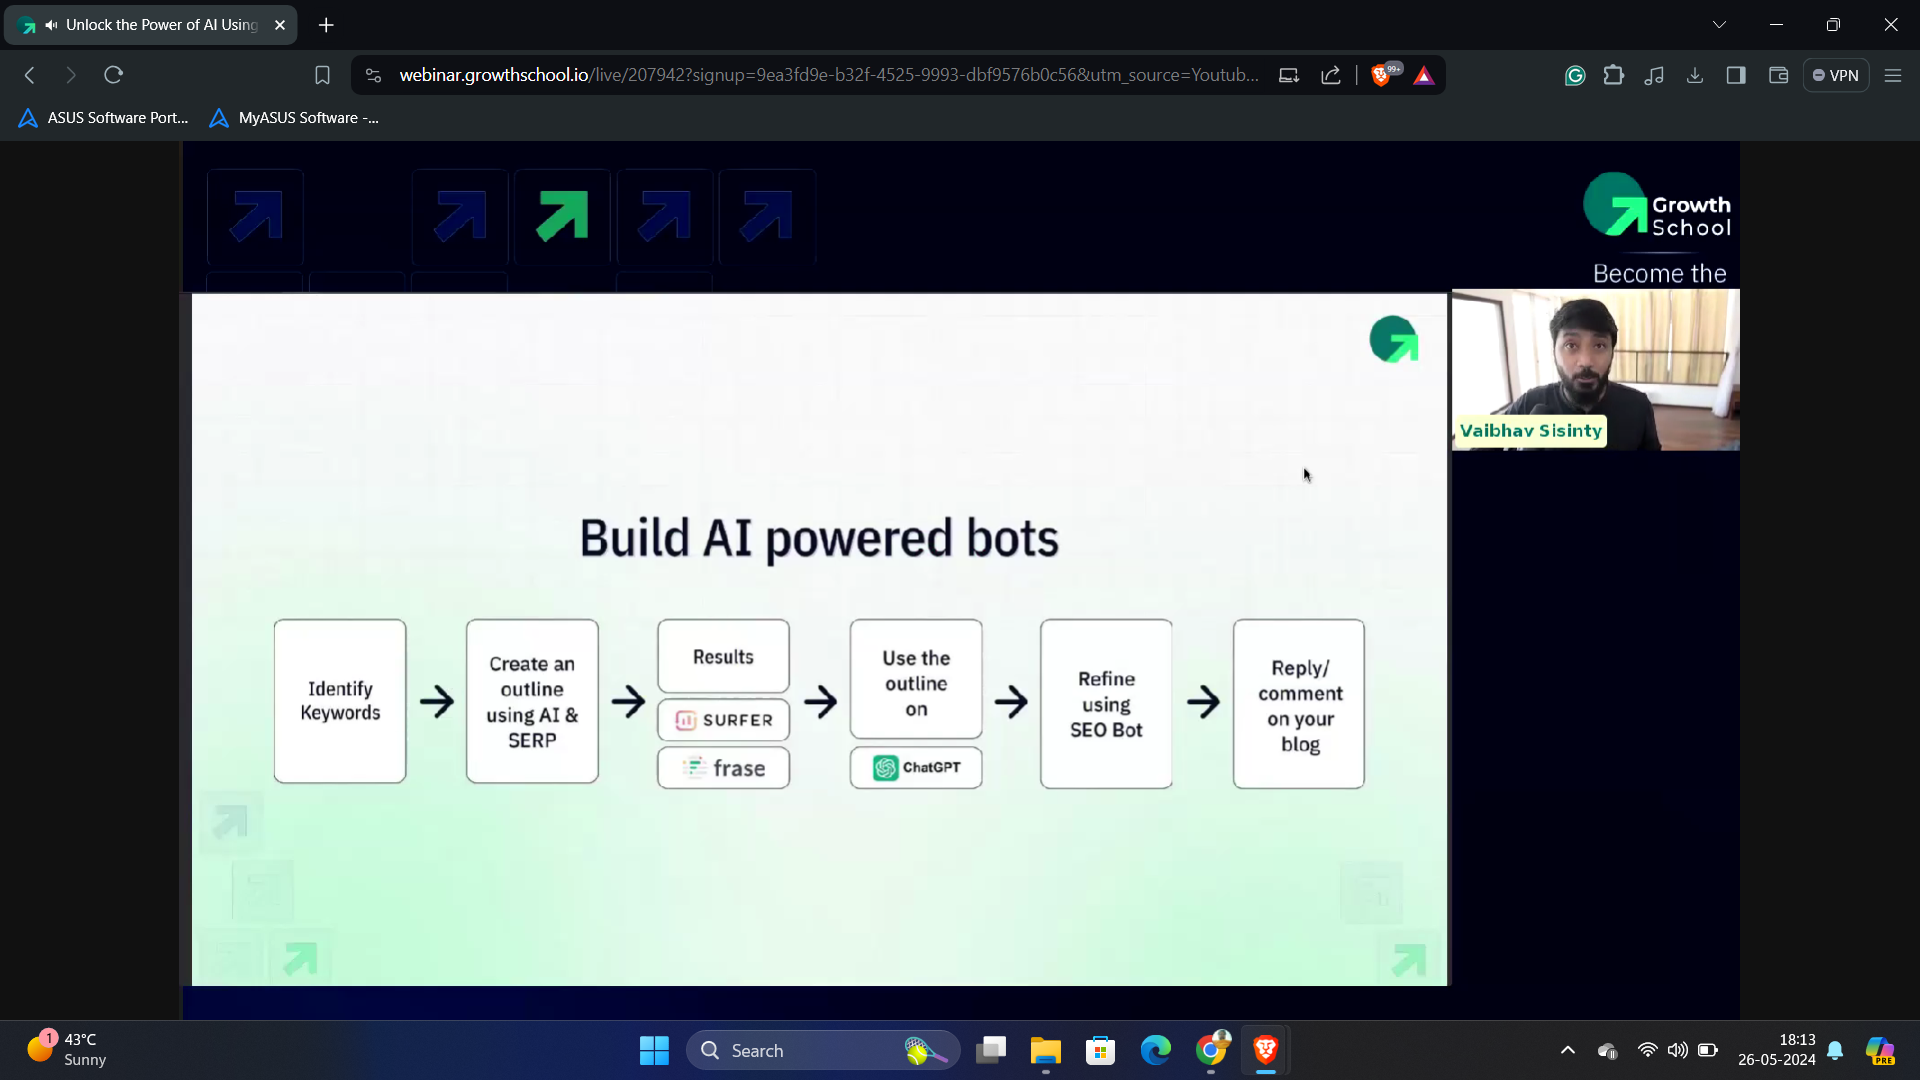 Unlock the Power of AI Using
webinar.growthschool.io/live/207942?signup=9ea3fd9e-b32f-4525-9993-dbf9576b0c56&utm_source=Youtub...
99+
VPN
ASUS Software Port...
MyASUS Software -...
Growth
School
Become the
Vaibhav Sisinty
Build AI powered bots
Identify
Keywords
Create an
outline
using AI &
SERP
Results
SURFER
frase
Use the
outline
on
ChatGPT
Refine
using
SEO Bot
Reply/
comment
on your
blog
1
43°C
Sunny
Search
18:13
26-05-2024
PRE